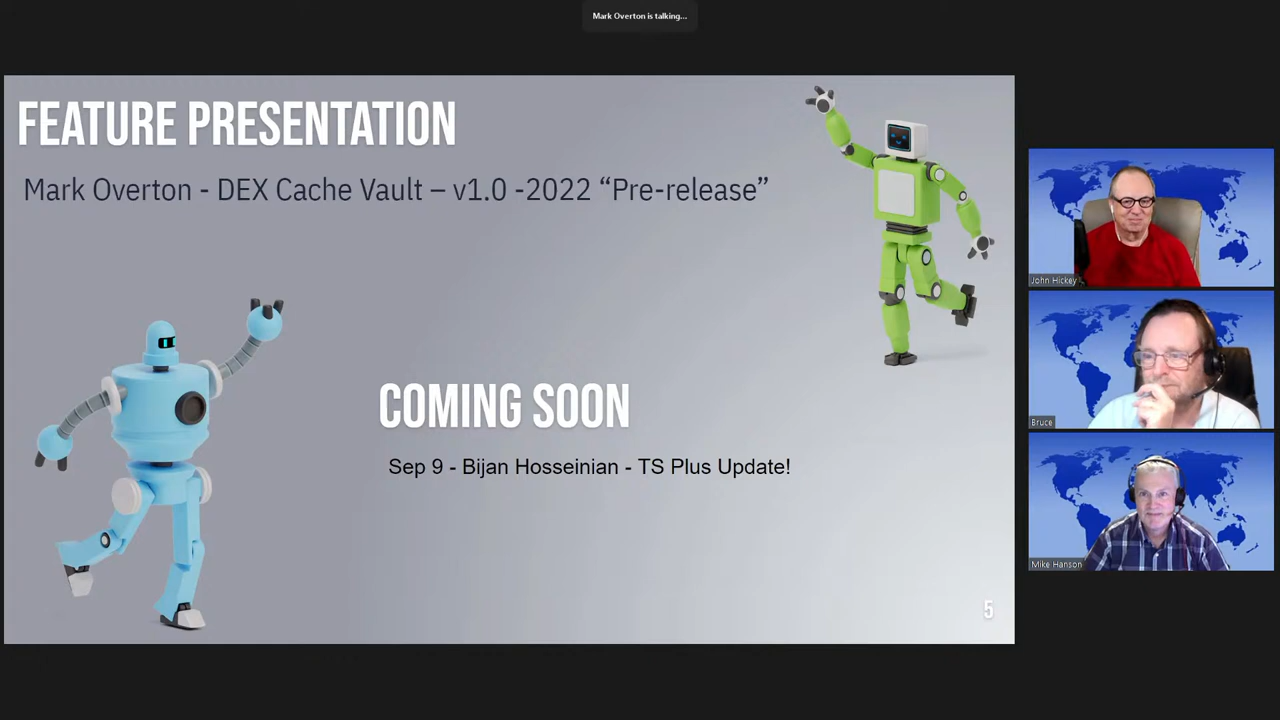 Mark Overton is talking...
FEATURE PRESENTATION
Mark Overton - DEX Cache Vault – v1.0 -2022 “Pre-release”
COMING SOON
Sep 9 - Bijan Hosseinian - TS Plus Update!
5
John Hickey
Bruce
Mike Hanson